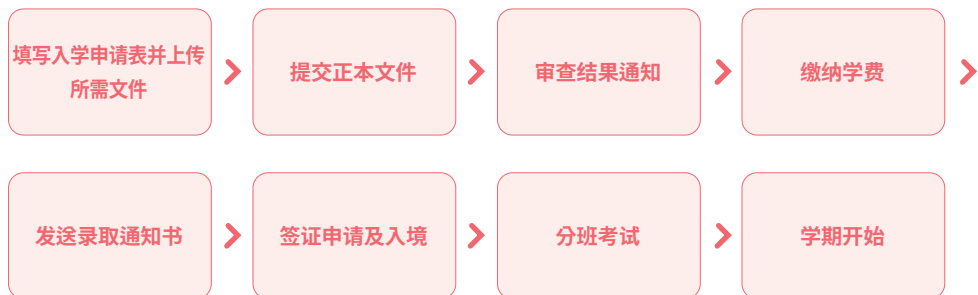 填写入学申请表并上传
所需文件
提交正本文件
审查结果通知
缴纳学费
发送录取通知书
签证申请及入境
分班考试
学期开始